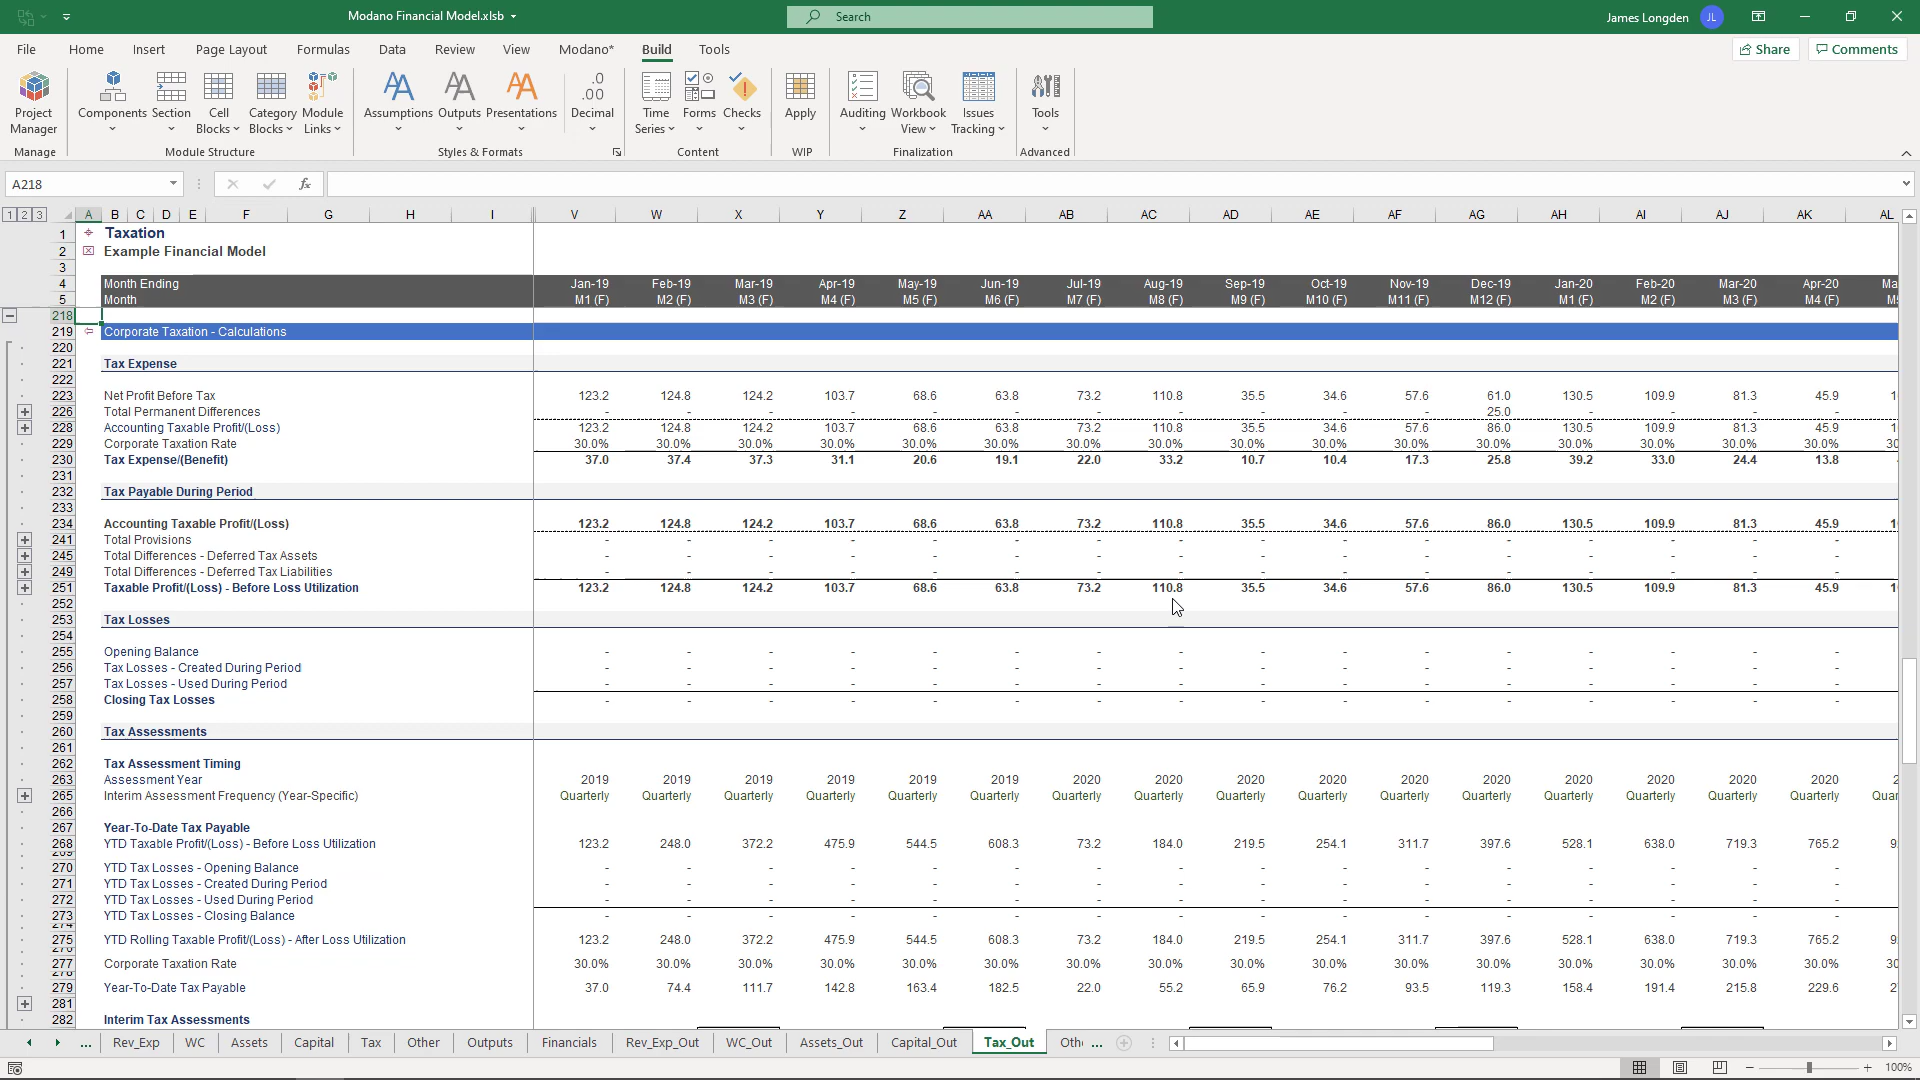 Modano Financial Model.xlsb
Search
James Longden JL
File Home Insert Page Layout Formulas Data Review View Modano* Build Tools Share Comments
Project Manager Components Section Cell Blocks Category Blocks Module Links Assumptions Outputs Presentations .0 .00 Decimal Time Series Forms Checks Apply Auditing Workbook View Issues Tracking Tools
Manage Module Structure Styles & Formats Content WIP Finalization Advanced
A218 fx
1 2 3 A B C D E F G H I V W X Y Z AA AB AC AD AE AF AG AH AI AJ AK AL
1 Taxation
2 Example Financial Model
3
4 Month Ending Jan-19 Feb-19 Mar-19 Apr-19 May-19 Jun-19 Jul-19 Aug-19 Sep-19 Oct-19 Nov-19 Dec-19 Jan-20 Feb-20 Mar-20 Apr-20 Ma
5 Month M1 (F) M2 (F) M3 (F) M4 (F) M5 (F) M6 (F) M7 (F) M8 (F) M9 (F) M10 (F) M11 (F) M12 (F) M1 (F) M2 (F) M3 (F) M4 (F)
218
219 Corporate Taxation - Calculations
220
221 Tax Expense
222
223 Net Profit Before Tax 123.2 124.8 124.2 103.7 68.6 63.8 73.2 110.8 35.5 34.6 57.6 61.0 130.5 109.9 81.3 45.9
226 Total Permanent Differences - - - - - - - - - - - 25.0 - - - -
228 Accounting Taxable Profit/(Loss) 123.2 124.8 124.2 103.7 68.6 63.8 73.2 110.8 35.5 34.6 57.6 86.0 130.5 109.9 81.3 45.9
229 Corporate Taxation Rate 30.0% 30.0% 30.0% 30.0% 30.0% 30.0% 30.0% 30.0% 30.0% 30.0% 30.0% 30.0% 30.0% 30.0% 30.0% 30.0% 30
230 Tax Expense/(Benefit) 37.0 37.4 37.3 31.1 20.6 19.1 22.0 33.2 10.7 10.4 17.3 25.8 39.2 33.0 24.4 13.8
231
232 Tax Payable During Period
233
234 Accounting Taxable Profit/(Loss) 123.2 124.8 124.2 103.7 68.6 63.8 73.2 110.8 35.5 34.6 57.6 86.0 130.5 109.9 81.3 45.9
241 Total Provisions - - - - - - - - - - - - - - - -
245 Total Differences - Deferred Tax Assets - - - - - - - - - - - - - - - -
249 Total Differences - Deferred Tax Liabilities - - - - - - - - - - - - - - - -
251 Taxable Profit/(Loss) - Before Loss Utilization 123.2 124.8 124.2 103.7 68.6 63.8 73.2 110.8 35.5 34.6 57.6 86.0 130.5 109.9 81.3 45.9
252
253 Tax Losses
254
255 Opening Balance - - - - - - - - - - - - - - - -
256 Tax Losses - Created During Period - - - - - - - - - - - - - - - -
257 Tax Losses - Used During Period - - - - - - - - - - - - - - - -
258 Closing Tax Losses - - - - - - - - - - - - - - - -
259
260 Tax Assessments
261
262 Tax Assessment Timing
263 Assessment Year 2019 2019 2019 2019 2019 2019 2020 2020 2020 2020 2020 2020 2020 2020 2020 2020 2
265 Interim Assessment Frequency (Year-Specific) Quarterly Quarterly Quarterly Quarterly Quarterly Quarterly Quarterly Quarterly Quarterly Quarterly Quarterly Quarterly Quarterly Quarterly Quarterly Quarterly Quar
266
267 Year-To-Date Tax Payable
268 YTD Taxable Profit/(Loss) - Before Loss Utilization 123.2 248.0 372.2 475.9 544.5 608.3 73.2 184.0 219.5 254.1 311.7 397.6 528.1 638.0 719.3 765.2
270 YTD Tax Losses - Opening Balance - - - - - - - - - - - - - - - -
271 YTD Tax Losses - Created During Period - - - - - - - - - - - - - - - -
272 YTD Tax Losses - Used During Period - - - - - - - - - - - - - - - -
273 YTD Tax Losses - Closing Balance - - - - - - - - - - - - - - - -
275 YTD Rolling Taxable Profit/(Loss) - After Loss Utilization 123.2 248.0 372.2 475.9 544.5 608.3 73.2 184.0 219.5 254.1 311.7 397.6 528.1 638.0 719.3 765.2
277 Corporate Taxation Rate 30.0% 30.0% 30.0% 30.0% 30.0% 30.0% 30.0% 30.0% 30.0% 30.0% 30.0% 30.0% 30.0% 30.0% 30.0% 30.0% 30
279 Year-To-Date Tax Payable 37.0 74.4 111.7 142.8 163.4 182.5 22.0 55.2 65.9 76.2 93.5 119.3 158.4 191.4 215.8 229.6
281
282 Interim Tax Assessments
... Rev_Exp WC Assets Capital Tax Other Outputs Financials Rev_Exp_Out WC_Out Assets_Out Capital_Out Tax_Out Oth ...
100%